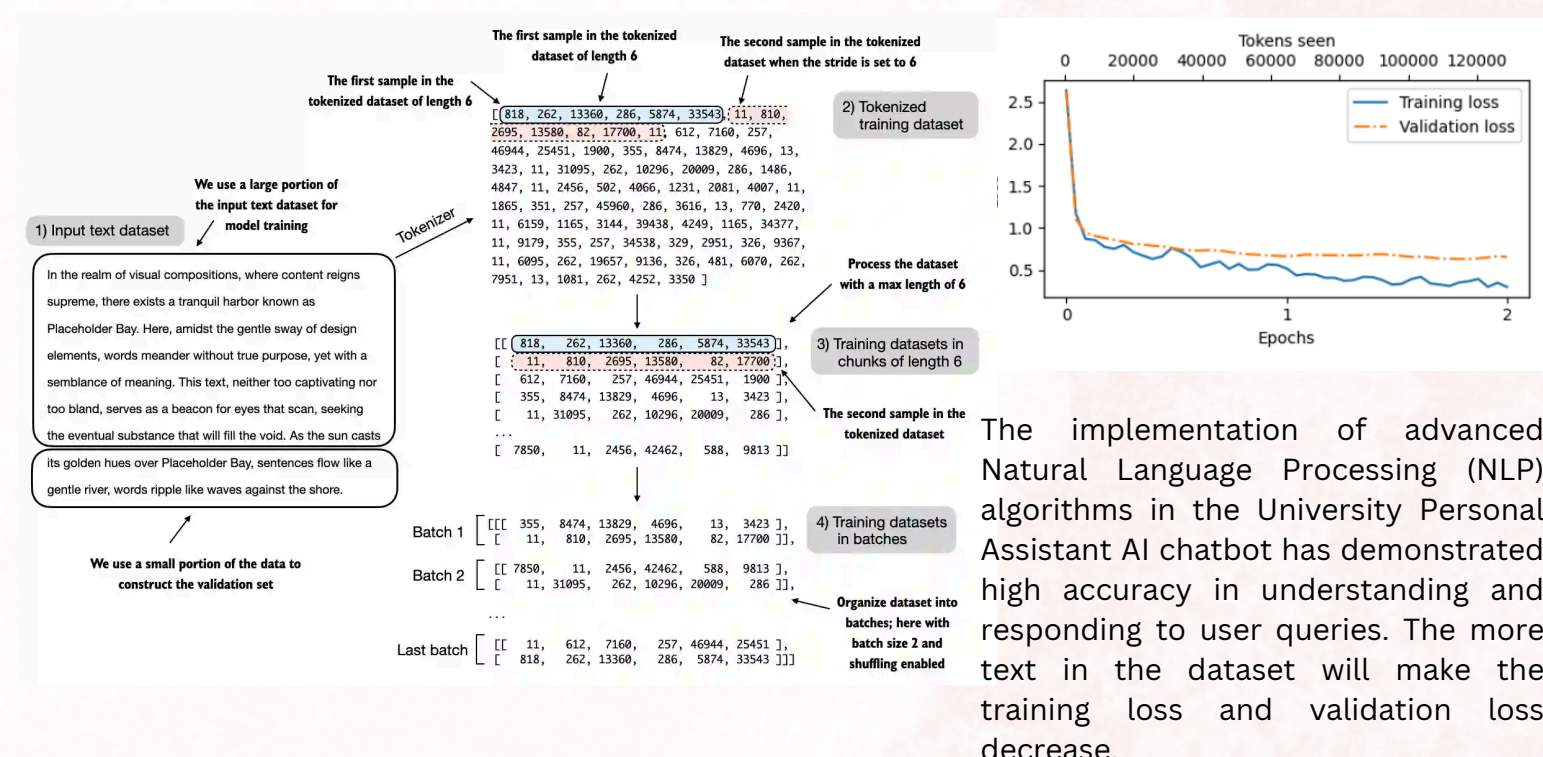 The first sample in the tokenized
dataset of length 6
The second sample in the tokenized
dataset when the stride is set to 6
The first sample in the
tokenized dataset of length 6
2) Tokenized
training dataset
[ 818, 262, 13360, 286, 5874, 33543, 11, 810,
2695, 13580, 82, 17700, 11, 612, 7160, 257,
46944, 25451, 1900, 355, 8474, 13829, 4696, 13,
3423, 11, 31095, 262, 10296, 20009, 286, 1486,
4847, 11, 2456, 502, 4066, 1231, 2081, 4007, 11,
1865, 351, 257, 45960, 286, 3616, 13, 770, 2420,
11, 6159, 1165, 3144, 39438, 4249, 1165, 34377,
11, 9179, 355, 257, 34538, 329, 2951, 326, 9367,
11, 6095, 262, 19657, 9136, 326, 481, 6070, 262,
7951, 13, 1081, 262, 4252, 3350 ]
We use a large portion of
the input text dataset for
model training
1) Input text dataset
Tokenizer
In the realm of visual compositions, where content reigns
supreme, there exists a tranquil harbor known as
Placeholder Bay. Here, amidst the gentle sway of design
elements, words meander without true purpose, yet with a
semblance of meaning. This text, neither too captivating nor
too bland, serves as a beacon for eyes that scan, seeking
the eventual substance that will fill the void. As the sun casts
its golden hues over Placeholder Bay, sentences flow like a
gentle river, words ripple like waves against the shore.
We use a small portion of the data to
construct the validation set
Process the dataset
with a max length of 6
3) Training datasets in
chunks of length 6
[[ 818, 262, 13360, 286, 5874, 33543 ],
[ 11, 810, 2695, 13580, 82, 17700 ],
[ 612, 7160, 257, 46944, 25451, 1900 ],
[ 355, 8474, 13829, 4696, 13, 3423 ],
[ 11, 31095, 262, 10296, 20009, 286 ],
...
[ 7850, 11, 2456, 42462, 588, 9813 ]]
The second sample in the
tokenized dataset
4) Training datasets
in batches
Batch 1
[[[ 355, 8474, 13829, 4696, 13, 3423 ],
[ 11, 810, 2695, 13580, 82, 17700 ]],
Batch 2
[[ 7850, 11, 2456, 42462, 588, 9813 ],
[ 11, 31095, 262, 10296, 20009, 286 ]],
...
Last batch
[[ 11, 612, 7160, 257, 46944, 25451 ],
[ 818, 262, 13360, 286, 5874, 33543 ]]]
Organize dataset into
batches; here with
batch size 2 and
shuffling enabled
Tokens seen
0 20000 40000 60000 80000 100000 120000
Training loss
Validation loss
2.5
2.0
1.5
1.0
0.5
0 1 2
Epochs
The implementation of advanced
Natural Language Processing (NLP)
algorithms in the University Personal
Assistant AI chatbot has demonstrated
high accuracy in understanding and
responding to user queries. The more
text in the dataset will make the
training loss and validation loss
decrease.